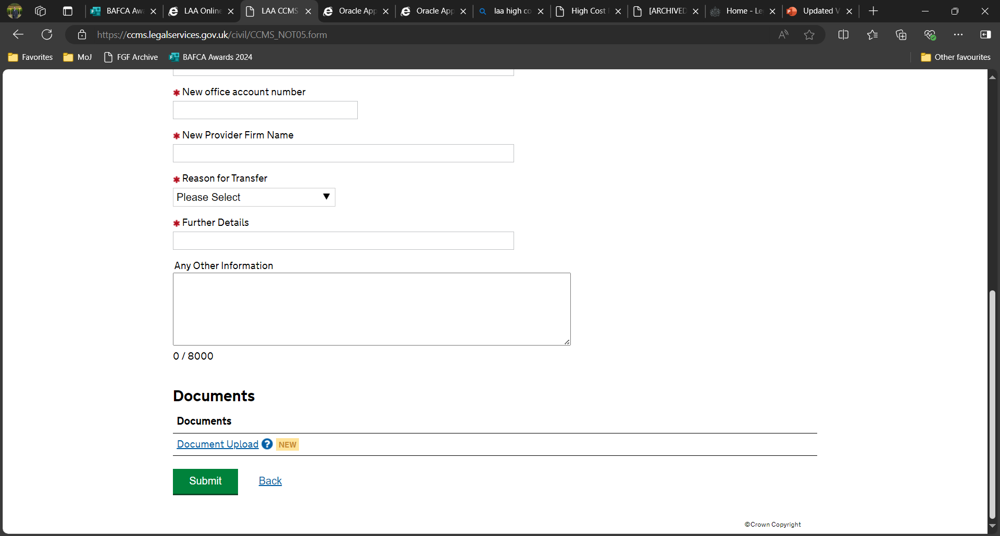 BAFCA Aw
LAA Online
LAA CCMS
Oracle App
Oracle App
laa high co
High Cost
[ARCHIVED
Home - Le
Updated V
https://ccms.legalservices.gov.uk/civil/CCMS_NOT05.form
Favorites
MoJ
FGF Archive
BAFCA Awards 2024
Other favourites
* New office account number
* New Provider Firm Name
* Reason for Transfer
Please Select
* Further Details
Any Other Information
0 / 8000
Documents
Documents
Document Upload ? NEW
Submit Back
©Crown Copyright